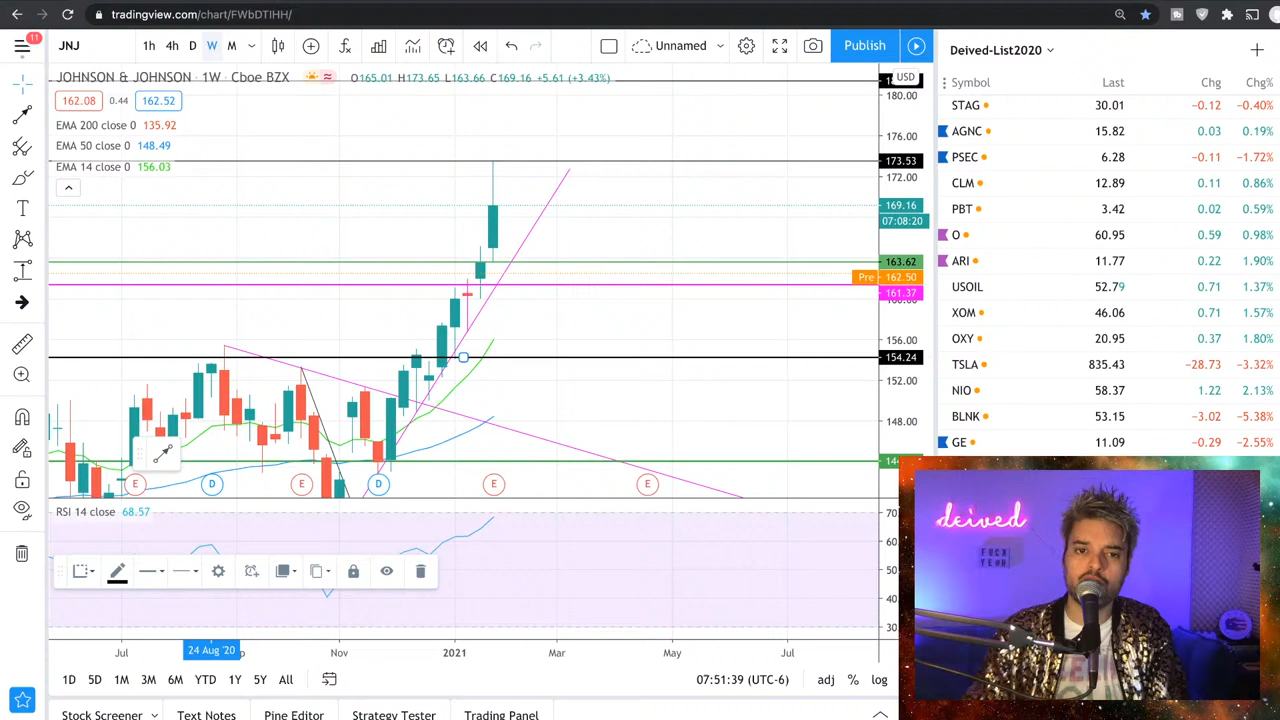 tradingview.com/chart/FWbDTIHH/
11
JNJ
1h 4h D W M
Unnamed
Publish
Deived-List2020
JOHNSON & JOHNSON · 1W · Cboe BZX
O165.01 H173.65 L163.66 C169.16 +5.61 (+3.43%)
USD
162.08 0.44 162.52
EMA 200 close 0 135.92
EMA 50 close 0 148.49
EMA 14 close 0 156.03
180.00
176.00
173.53
172.00
169.16
07:08:20
163.62
Pre 162.50
161.37
160.00
156.00
154.24
152.00
148.00
E D E D E E
RSI 14 close 68.57
70
60
50
40
30
Jul
24 Aug '20
Nov
2021
Mar
May
Jul
1D 5D 1M 3M 6M YTD 1Y 5Y All
07:51:39 (UTC-6)
adj % log
Stock Screener
Text Notes
Pine Editor
Strategy Tester
Trading Panel
Symbol Last Chg Chg%
STAG 30.01 −0.12 −0.40%
AGNC 15.82 0.03 0.19%
PSEC 6.28 −0.11 −1.72%
CLM 12.89 0.11 0.86%
PBT 3.42 0.02 0.59%
O 60.95 0.59 0.98%
ARI 11.77 0.22 1.90%
USOIL 52.79 0.71 1.37%
XOM 46.06 0.71 1.57%
OXY 20.95 0.37 1.80%
TSLA 835.43 −28.73 −3.32%
NIO 58.37 1.22 2.13%
BLNK 53.15 −3.02 −5.38%
GE 11.09 −0.29 −2.55%
deived
FUCK
YEAH